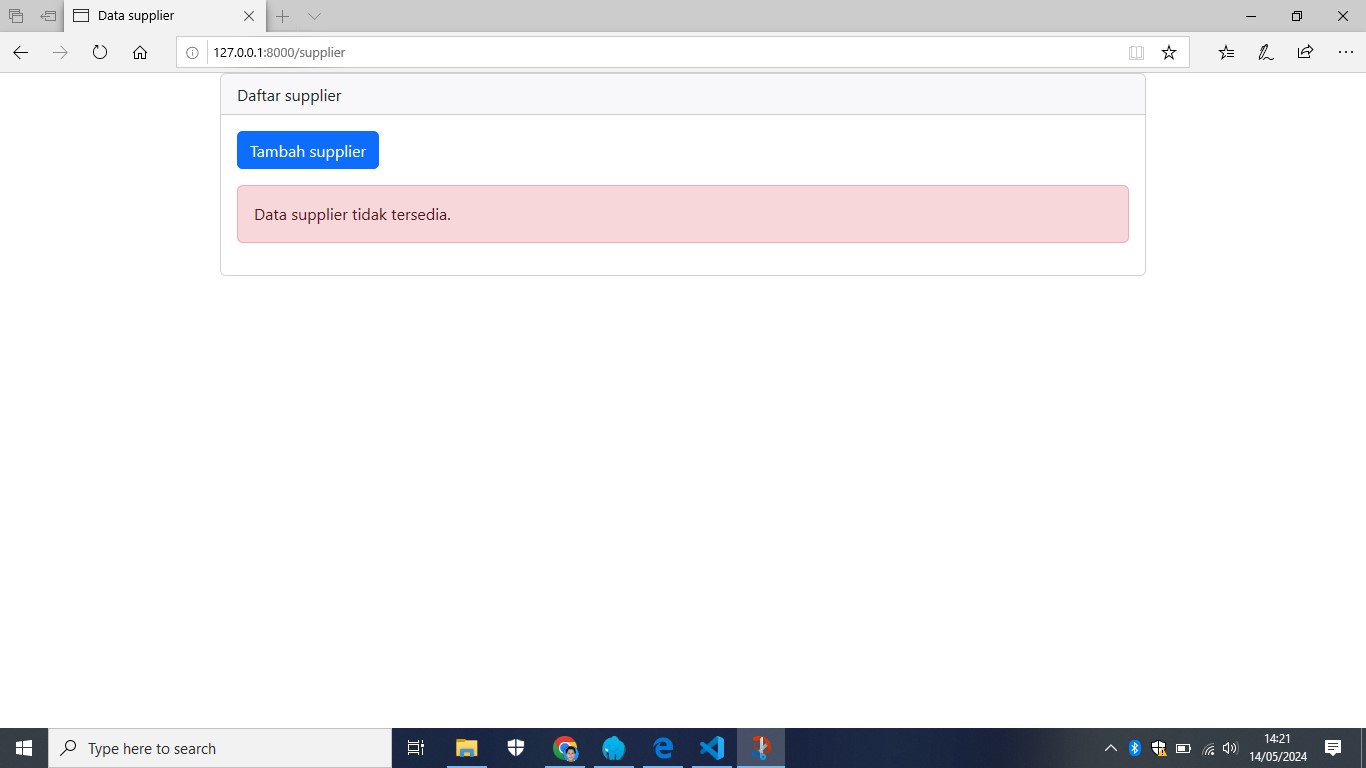 Data supplier
127.0.0.1:8000/supplier
Daftar supplier
Tambah supplier
Data supplier tidak tersedia.
Type here to search
14:21
14/05/2024